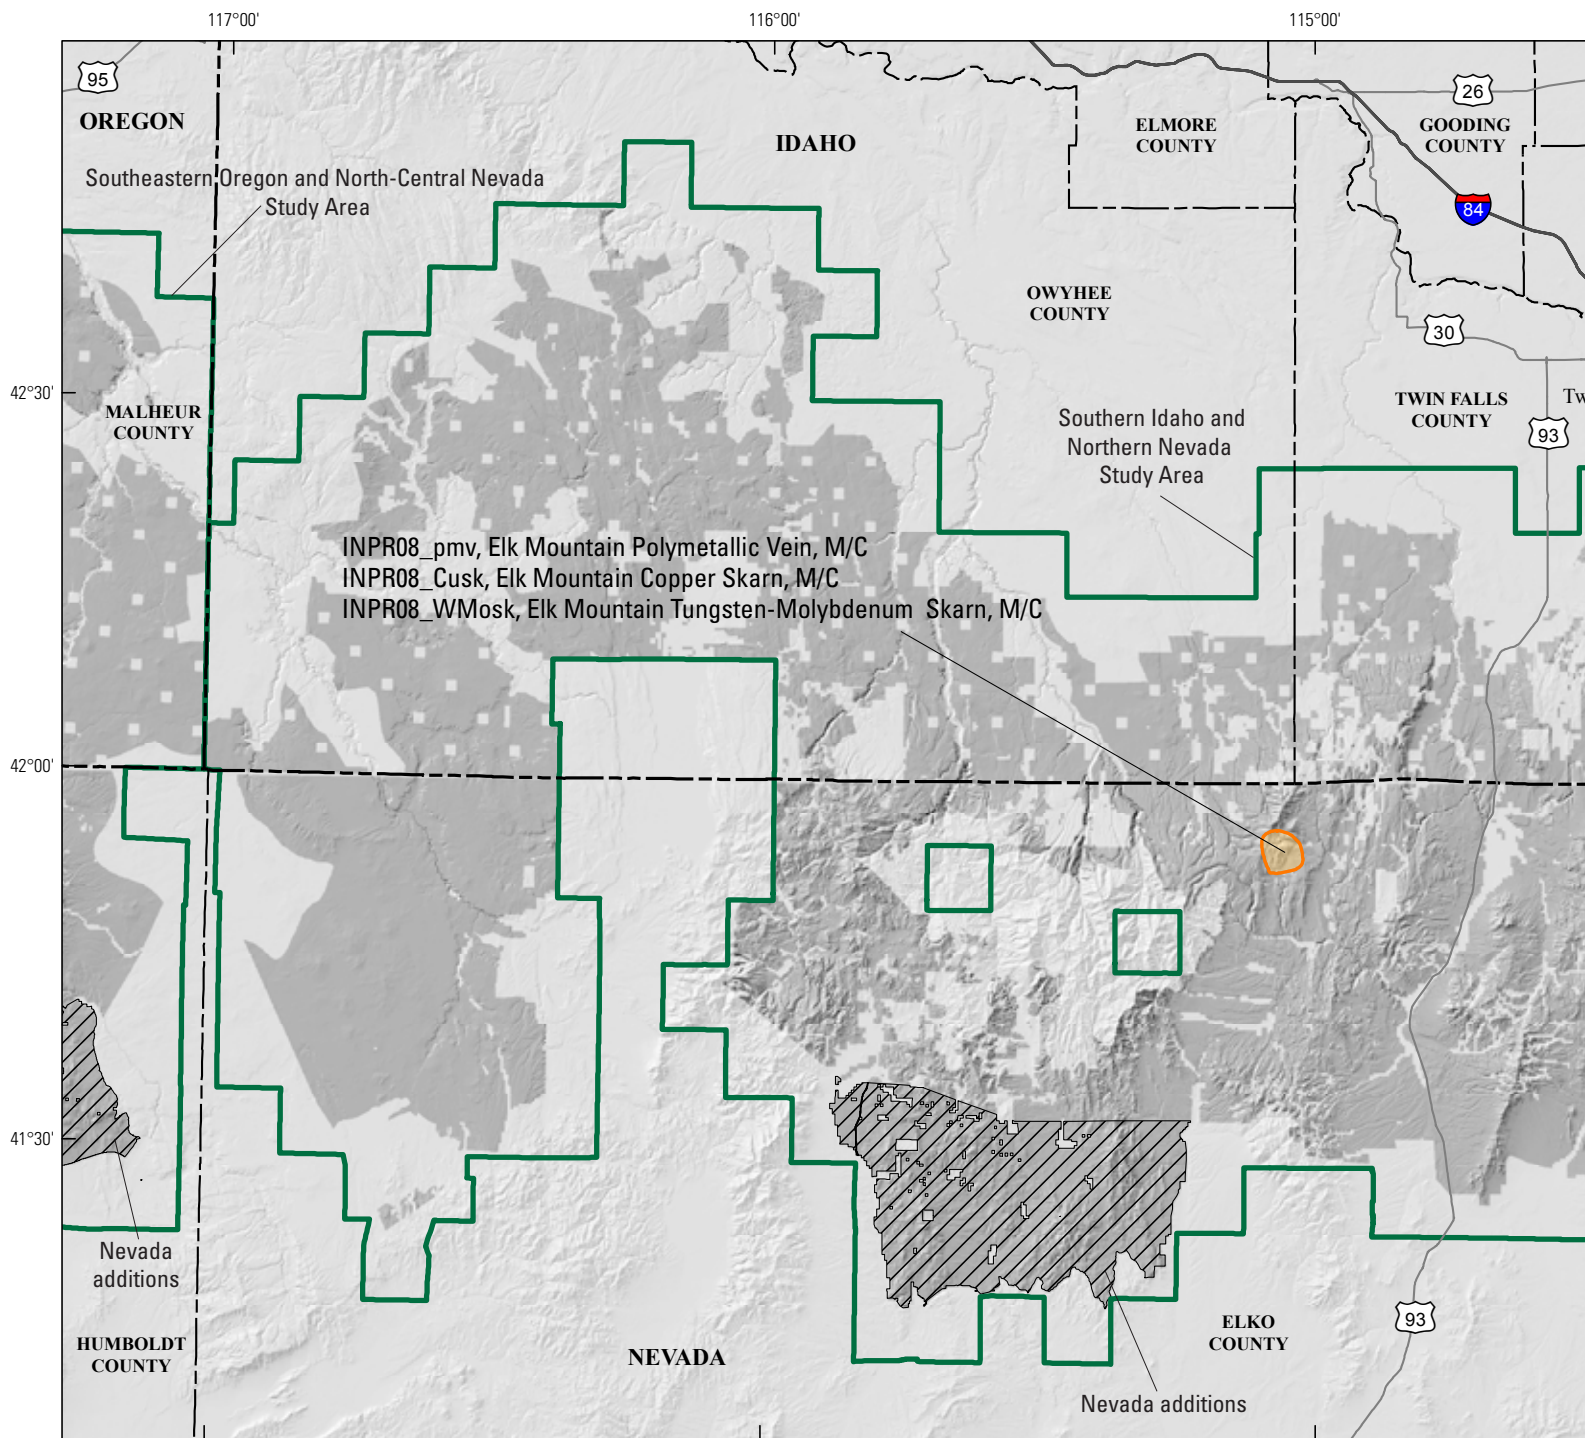 117°00'
116°00'
115°00'
95
26
OREGON
IDAHO
ELMORE
COUNTY
GOODING
COUNTY
Southeastern Oregon and North-Central Nevada
Study Area
84
OWYHEE
COUNTY
30
42°30'
MALHEUR
COUNTY
TWIN FALLS
COUNTY
Tw
93
Southern Idaho and
Northern Nevada
Study Area
INPR08_pmv, Elk Mountain Polymetallic Vein, M/C
INPR08_Cusk, Elk Mountain Copper Skarn, M/C
INPR08_WMosk, Elk Mountain Tungsten-Molybdenum Skarn, M/C
42°00'
41°30'
Nevada
additions
HUMBOLDT
COUNTY
NEVADA
ELKO
COUNTY
93
Nevada additions